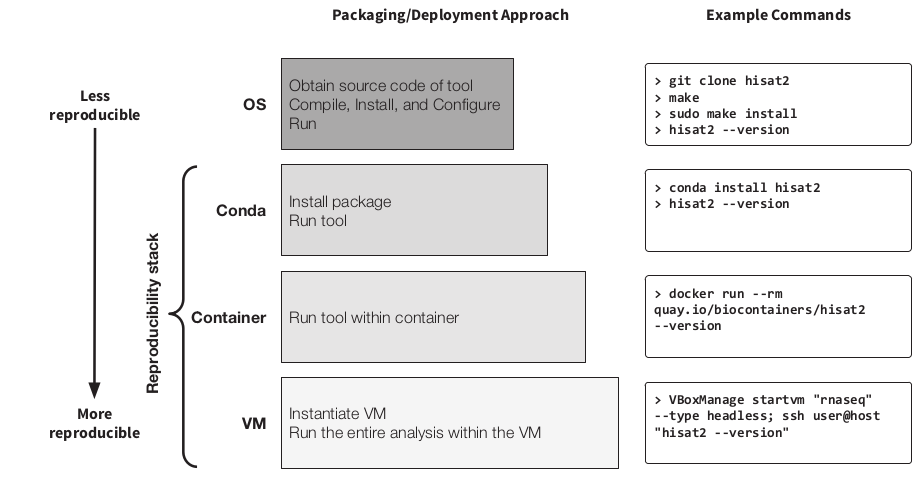 Packaging/Deployment Approach
Example Commands
Less
reproducible
More
reproducible
Reproducibility stack
OS
Obtain source code of tool
Compile, Install, and Configure
Run
> git clone hisat2
> make
> sudo make install
> hisat2 --version
Conda
Install package
Run tool
> conda install hisat2
> hisat2 --version
Container
Run tool within container
> docker run --rm
quay.io/biocontainers/hisat2
--version
VM
Instantiate VM
Run the entire analysis within the VM
> VBoxManage startvm "rnaseq"
--type headless; ssh user@host
"hisat2 --version"